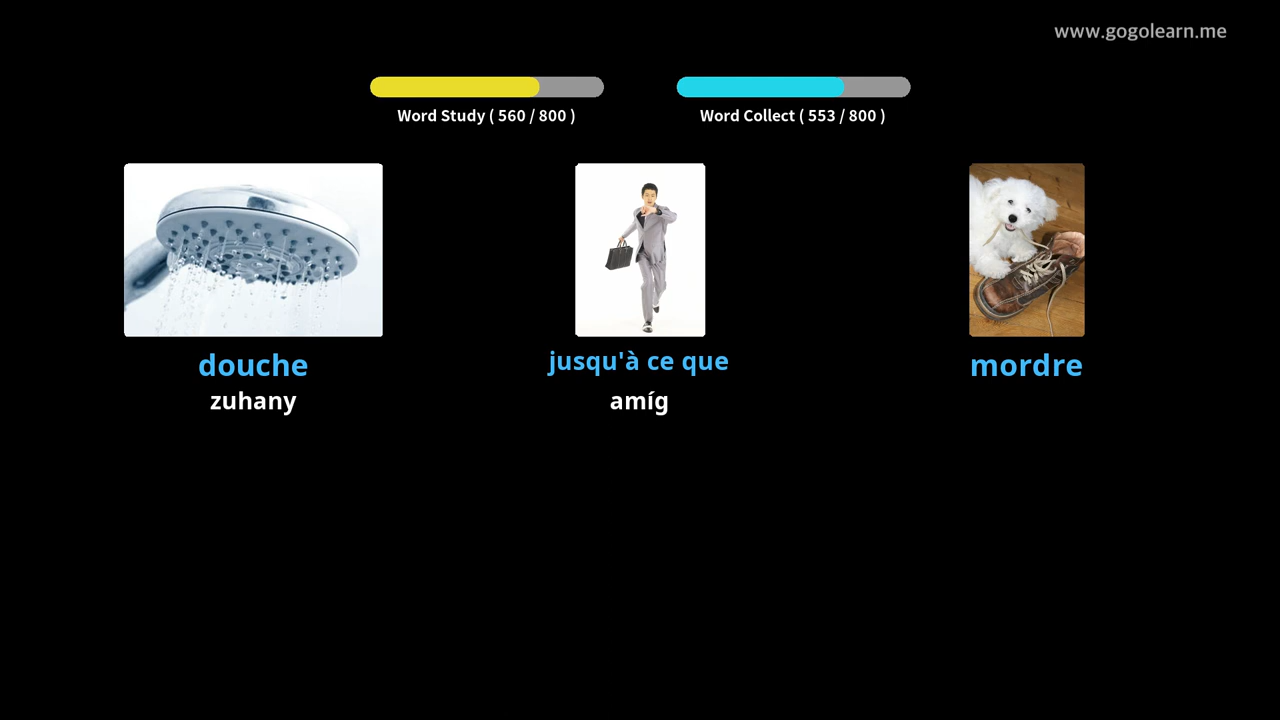 www.gogolearn.me
Word Study ( 560 / 800 )
Word Collect ( 553 / 800 )
douche
zuhany
jusqu'à ce que
amíg
mordre